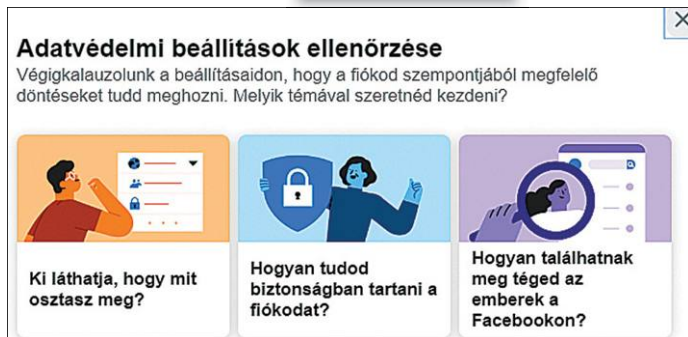 Adatvédelmi beállítások ellenőrzése
Végigkalauzolunk a beállításaidon, hogy a fiókod szempontjából megfelelő
döntéseket tudd meghozni. Melyik témával szeretnéd kezdeni?
Ki láthatja, hogy mit
osztasz meg?
Hogyan tudod
biztonságban tartani a
fiókodat?
Hogyan találhatnak
meg téged az
emberek a
Facebookon?